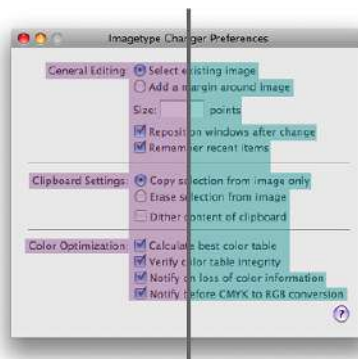 Imagetype Changer Preferences
General Editing: Select existing image
Add a margin around image
Size: points
Reposition windows after change
Remember recent items
Clipboard Settings: Copy selection from image only
Erase selection from image
Dither content of clipboard
Color Optimization: Calculate best color table
Verify color table integrity
Notify on loss of color information
Notify before CMYK to RGB conversion
?